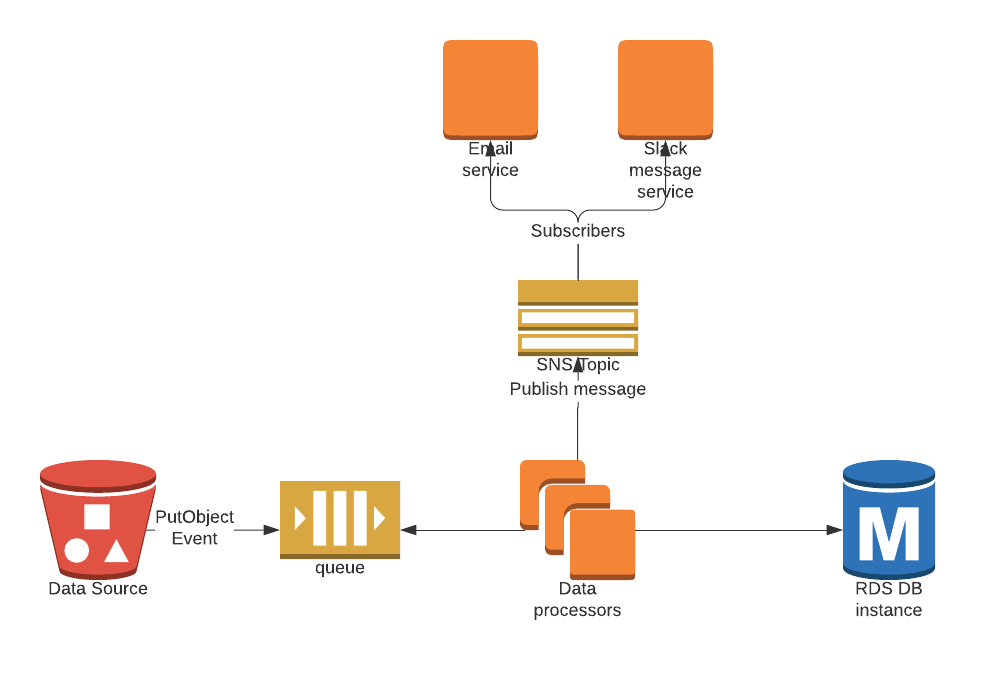 Email
service
Slack
message
service
Subscribers
SNS Topic
Publish message
PutObject
Event
Data Source
queue
Data
processors
M
RDS DB
instance